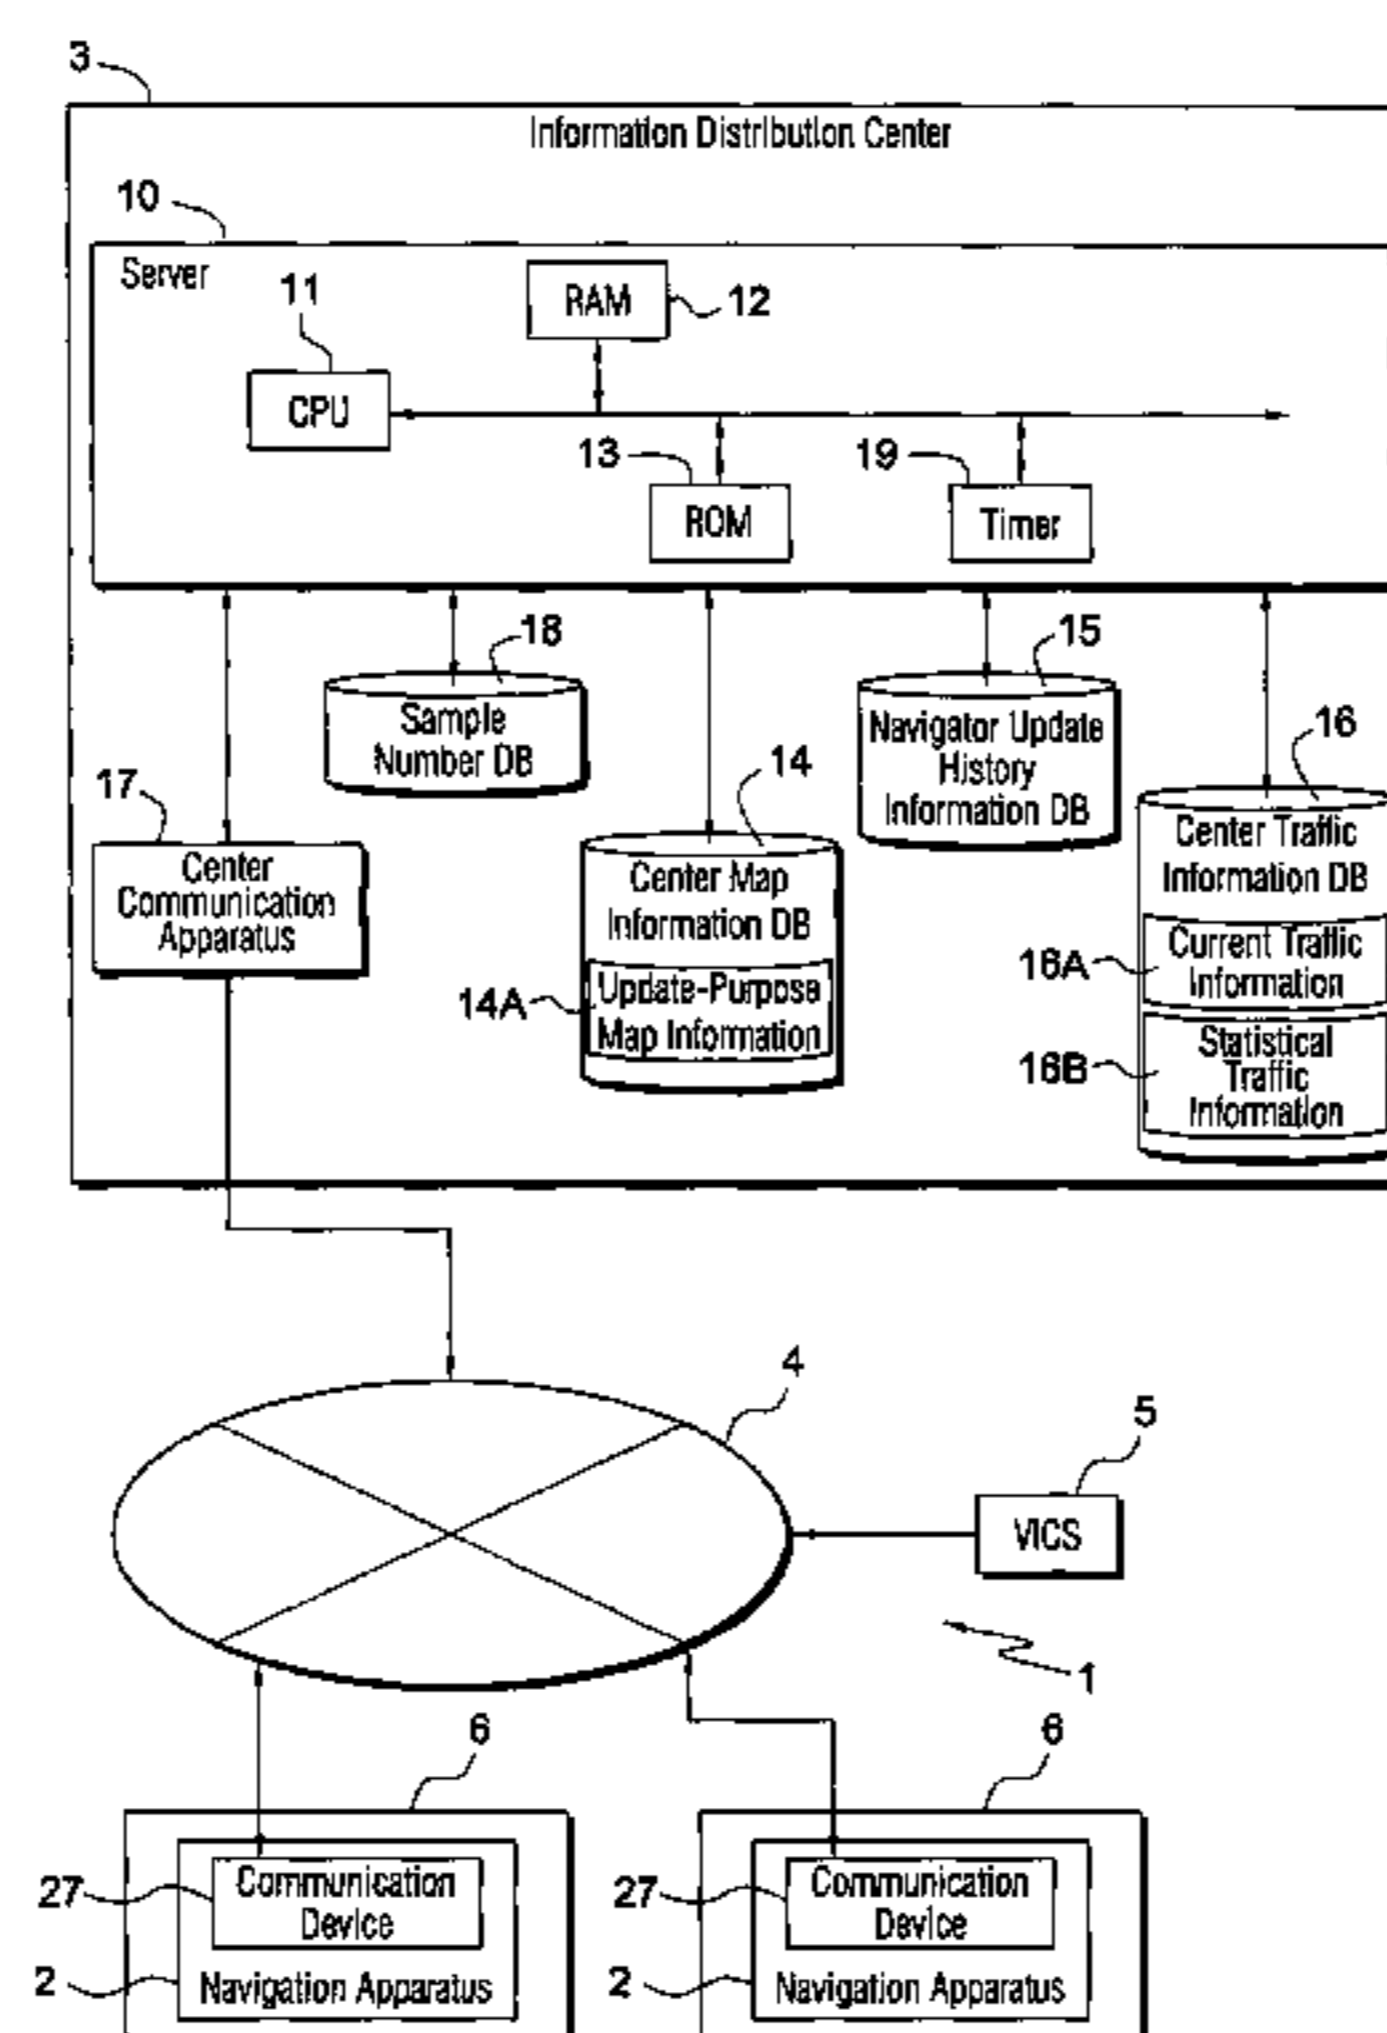 3
Information Distribution Center
10
Server
11
RAM
12
CPU
13
19
ROM
Timer
18
15
Sample
Number DB
Navigator Update
History
Information DB
16
14
17
Center
Communication
Apparatus
Center Map
Information DB
Center Traffic
Information DB
14A
Update-Purpose
Map Information
16A
Current Traffic
Information
16B
Statistical
Traffic
Information
4
5
VICS
1
6
6
27
Communication
Device
27
Communication
Device
2
Navigation Apparatus
2
Navigation Apparatus